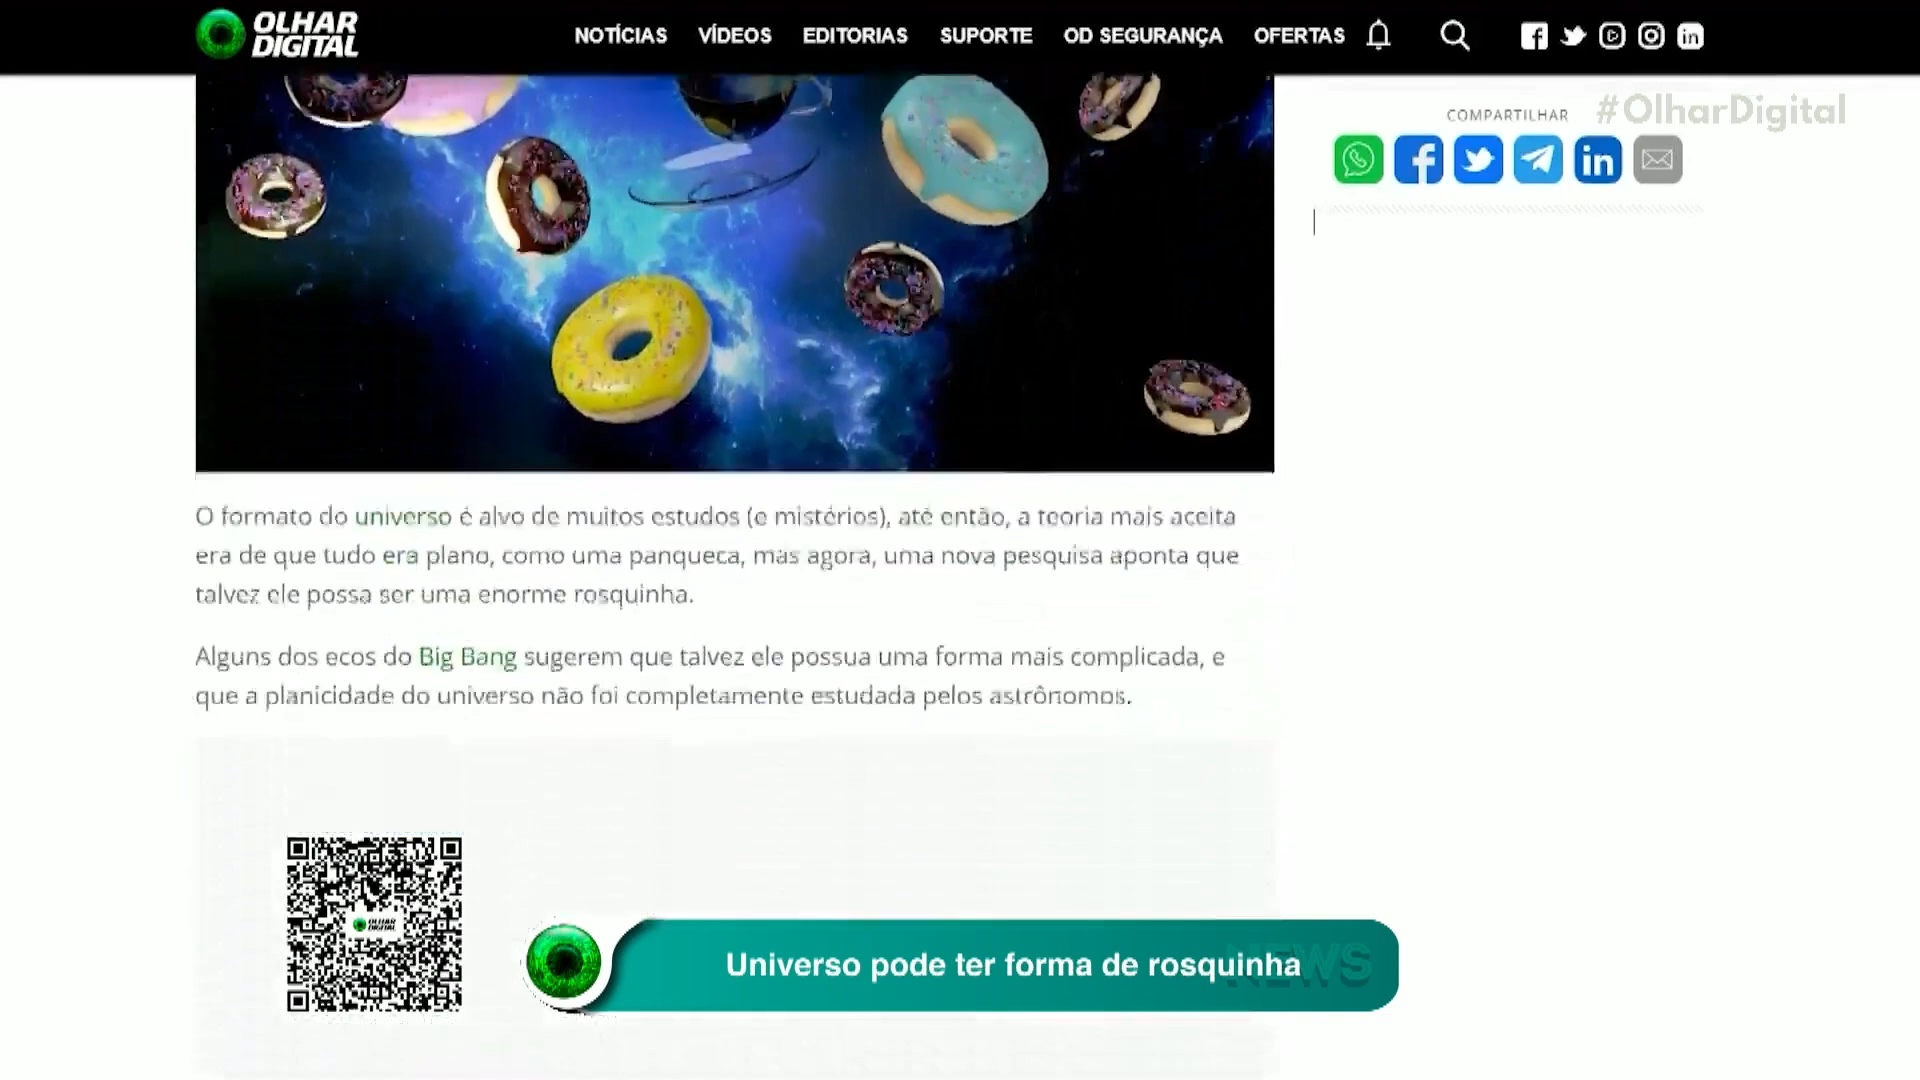 OLHAR
DIGITAL
NOTÍCIAS VÍDEOS EDITORIAS SUPORTE OD SEGURANÇA OFERTAS
COMPARTILHAR
#OlharDigital
O formato do universo é alvo de muitos estudos (e mistérios), até então, a teoria mais aceita
era de que tudo era plano, como uma panqueca, mas agora, uma nova pesquisa aponta que
talvez ele possa ser uma enorme rosquinha.
Alguns dos ecos do Big Bang sugerem que talvez ele possua uma forma mais complicada, e
que a planicidade do universo não foi completamente estudada pelos astrônomos.
OLHAR
DIGITAL
Universo pode ter forma de rosquinha
NEWS